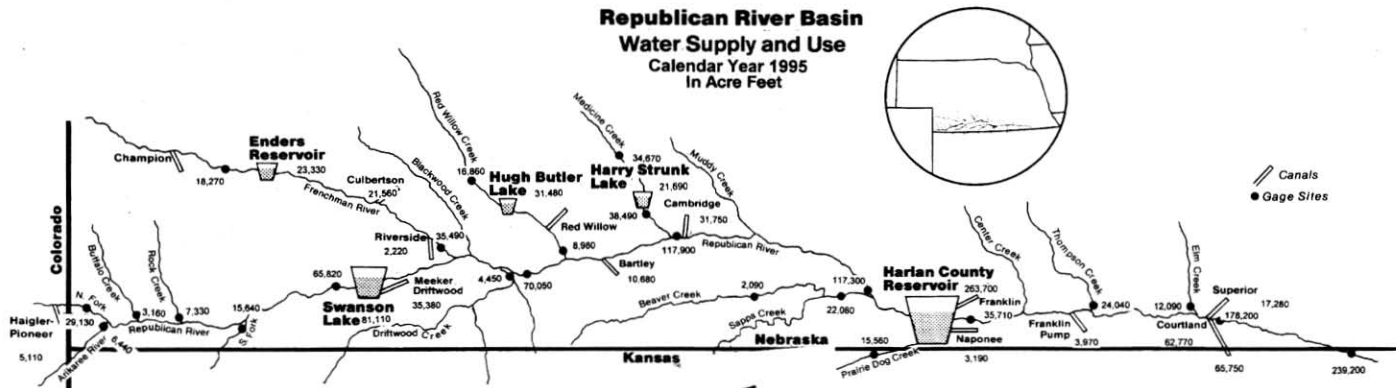 Republican River Basin
Water Supply and Use
Calendar Year 1995
In Acre Feet
Canals
Gage Sites
Colorado
Champion
18,270
Enders
Reservoir
23,330
Frenchman River
Culbertson
21,560
Riverside
2,220
35,490
Blackwood Creek
Red Willow Creek
16,860
Hugh Butler
Lake
31,480
Red Willow
8,980
Medicine Creek
34,670
Harry Strunk
Lake
21,690
38,490
Muddy Creek
Cambridge
31,750
117,900
Republican River
Bartley
10,680
Buffalo Creek
Rock Creek
N. Fork
Haigler-
Pioneer
5,110
29,130
3,160
7,330
Republican River
Arikaree River
6,440
15,640
S. Fork
65,820
Swanson
Lake
81,110
Meeker
Driftwood
35,380
Driftwood Creek
4,450
70,050
Beaver Creek
2,090
Sappa Creek
22,080
117,300
Nebraska
Kansas
Harlan County
Reservoir
263,700
Franklin
35,710
Naponee
3,190
15,560
Prairie Dog Creek
Center Creek
Thompson Creek
24,040
Franklin
Pump
3,970
Elm Creek
12,090
Superior
17,280
178,200
Courtland
62,770
65,750
239,200